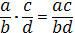 a/b · c/d = ac/bd